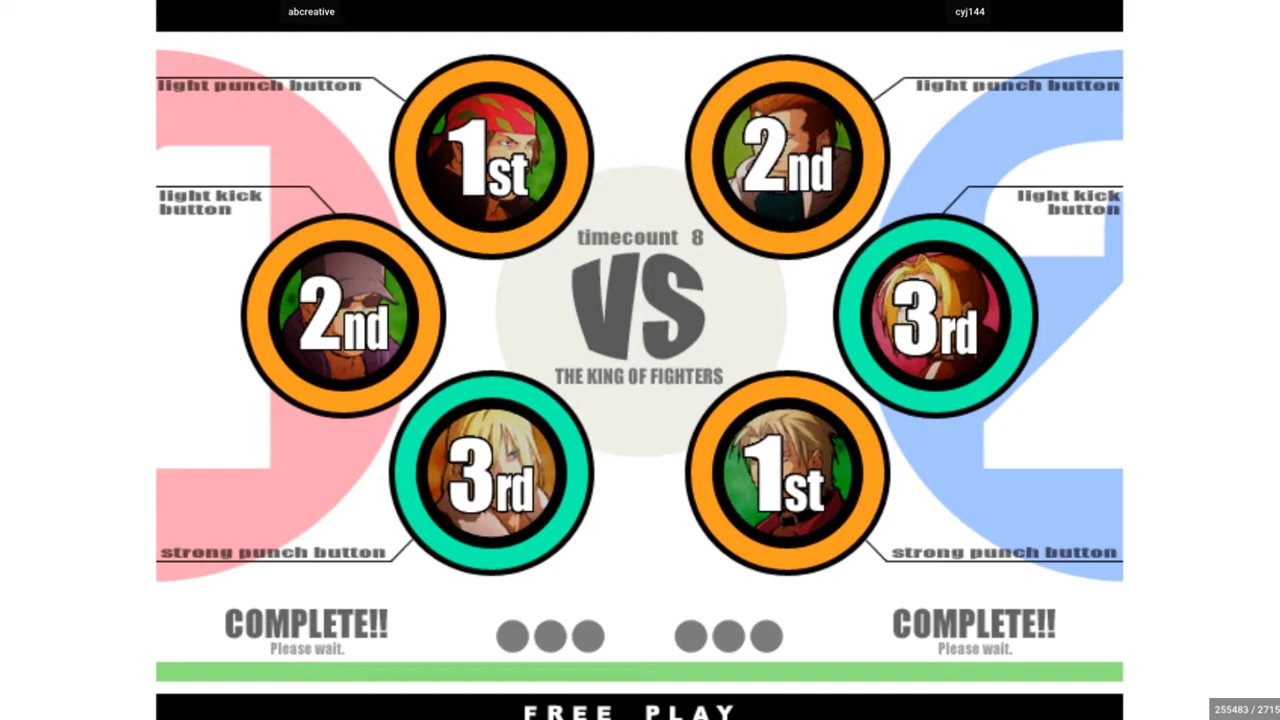 abcreative
cyj144
light punch button
light punch button
1st
2nd
light kick
button
light kick
button
timecount 8
VS
THE KING OF FIGHTERS
2nd
3rd
3rd
1st
strong punch button
strong punch button
COMPLETE!!
Please wait.
COMPLETE!!
Please wait.
FREE PLAY
255483 / 2715